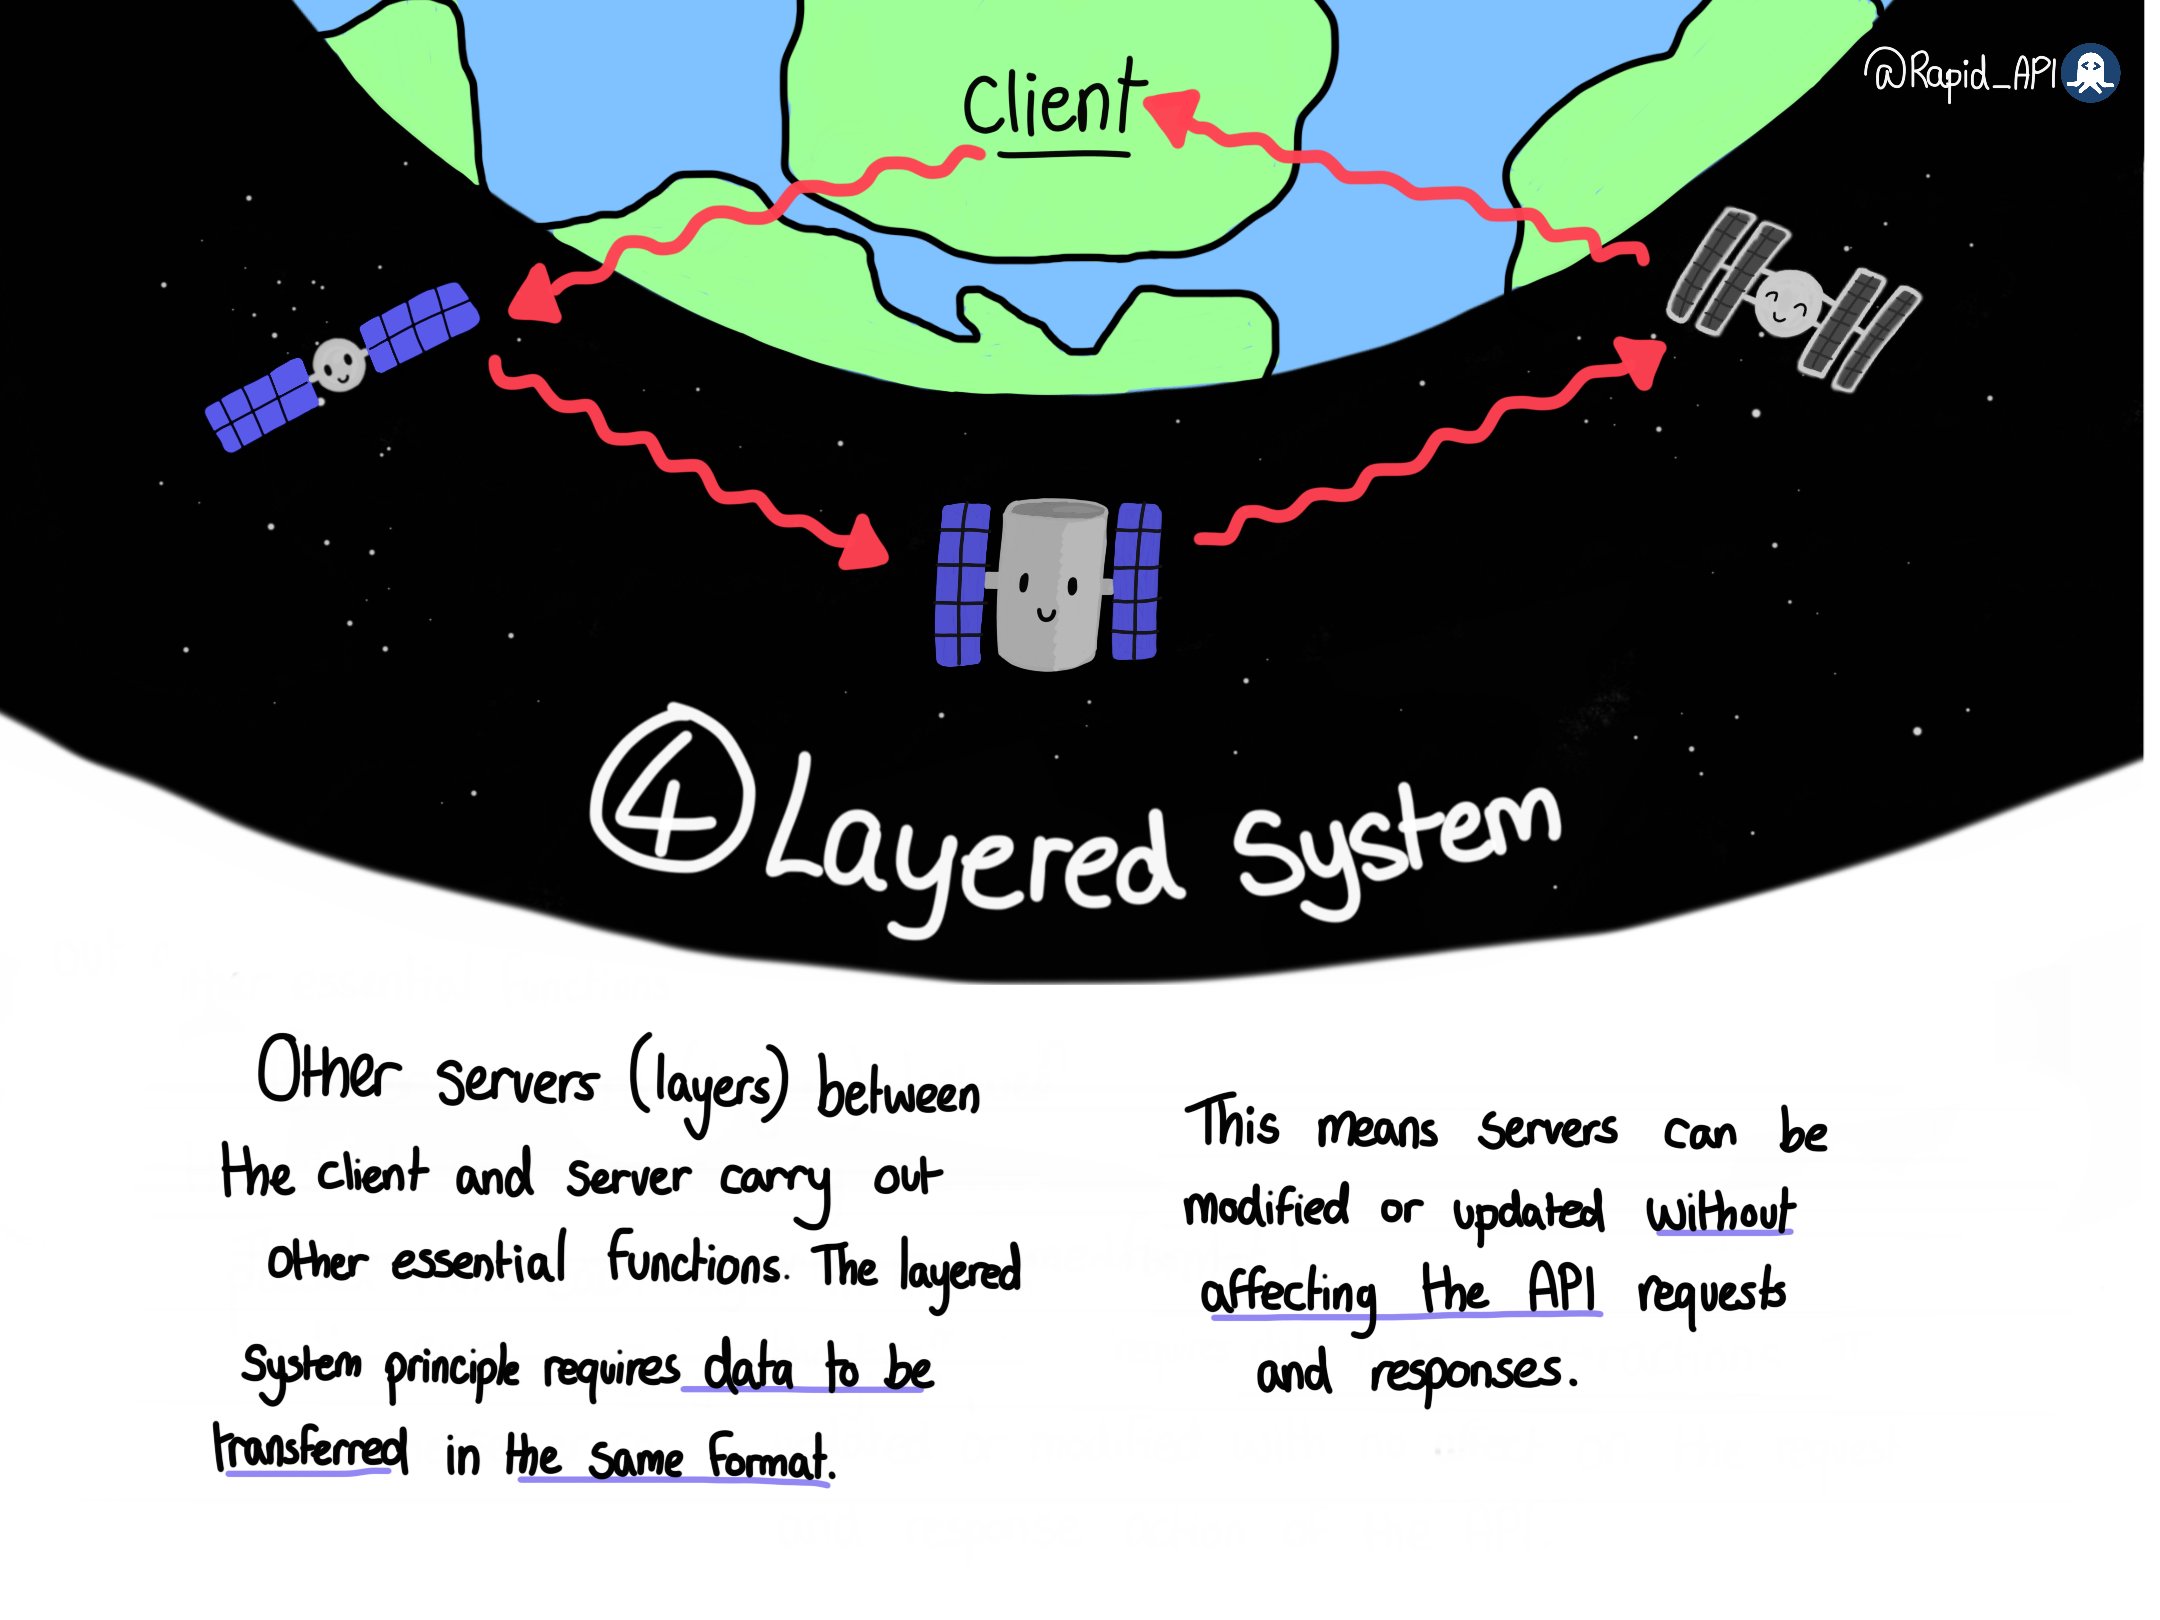 Client
@Rapid_API
4 Layered System
Other servers (layers) between
the client and server carry out
other essential functions. The layered
System principle requires data to be
transferred in the same format.
This means servers can be
modified or updated without
affecting the API requests
and responses.